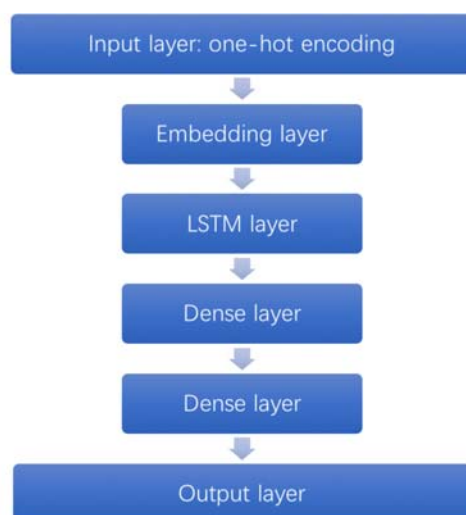 Input layer: one-hot encoding
Embedding layer
LSTM layer
Dense layer
Dense layer
Output layer